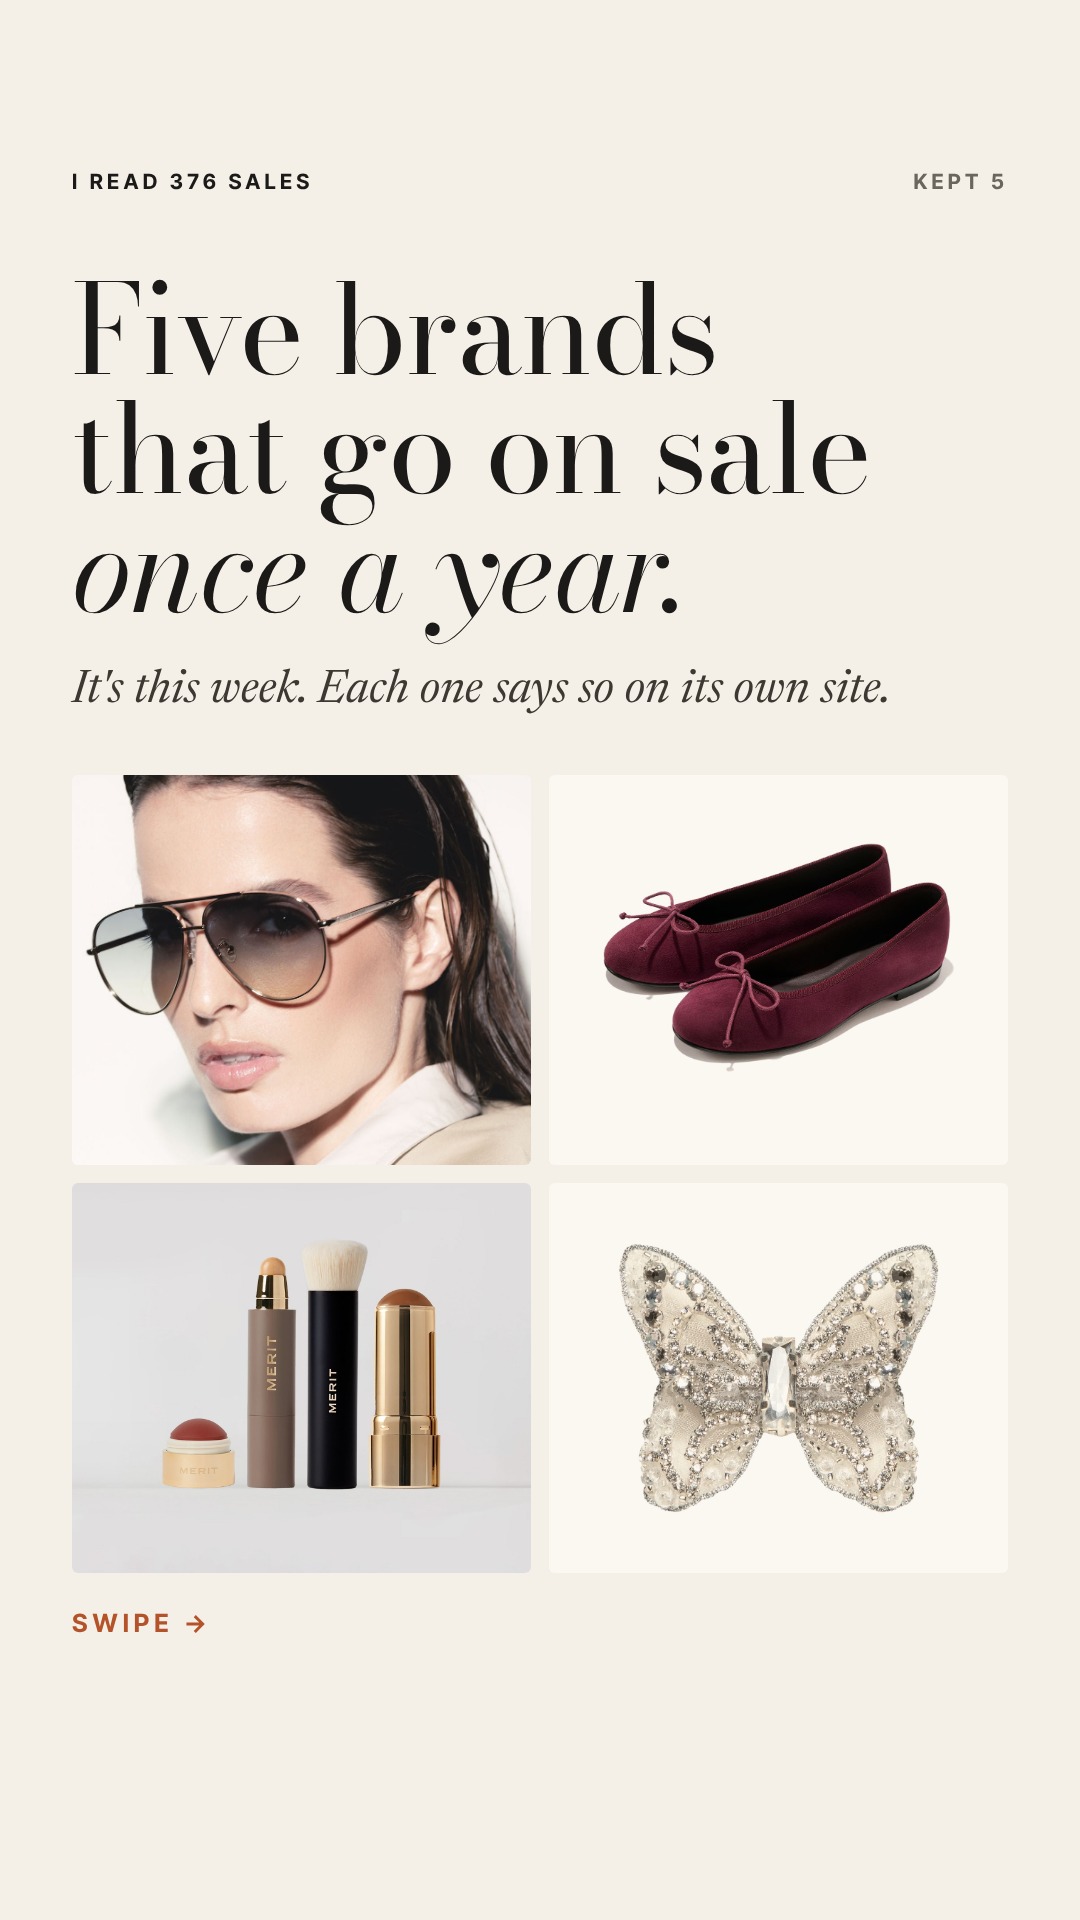 I READ 376 SALES
KEPT 5
Five brands
that go on sale
once a year.
It's this week. Each one says so on its own site.
MERIT
MERIT
MERIT
SWIPE →